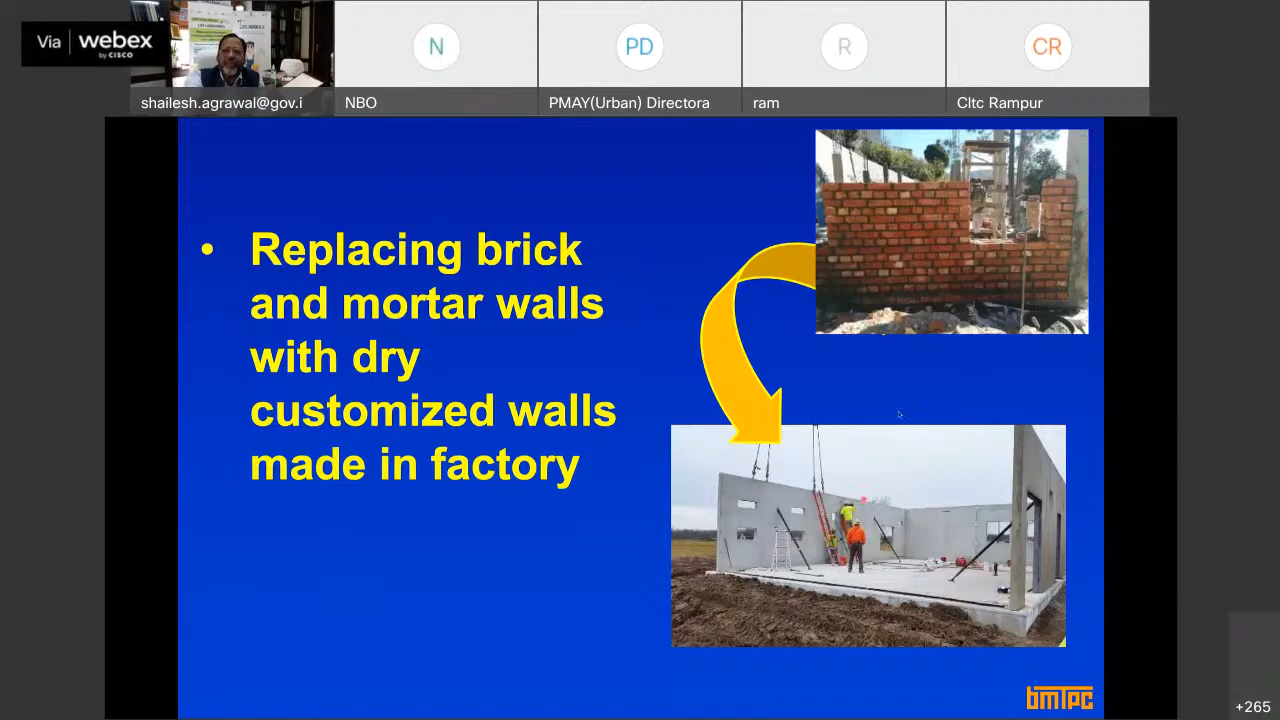 Via webex
by CISCO
N
PD
R
CR
shailesh.agrawal@gov.i
NBO
PMAY(Urban) Directora
ram
Cltc Rampur
• Replacing brick
and mortar walls
with dry
customized walls
made in factory
bmTPC
+265